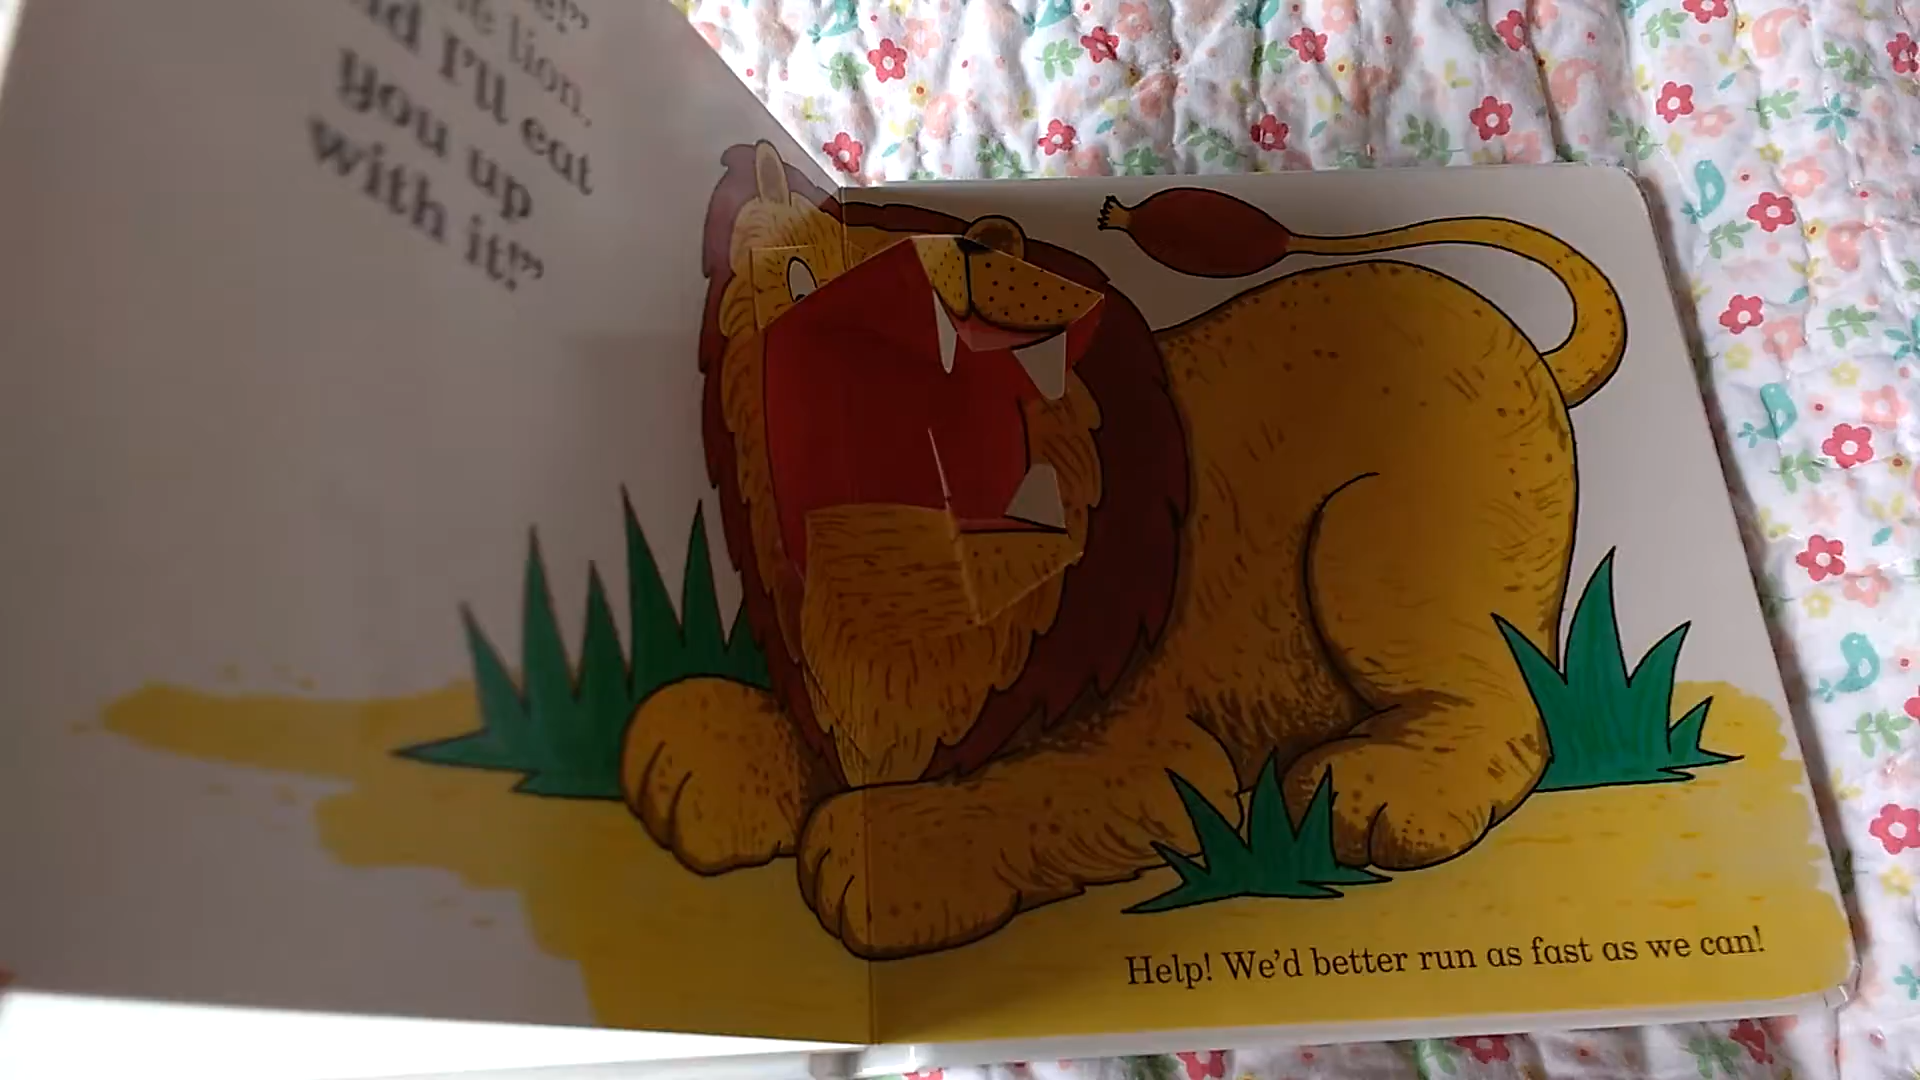 e!”
lion.
I’ll eat
you up
with it!”
Help! We’d better run as fast as we can!